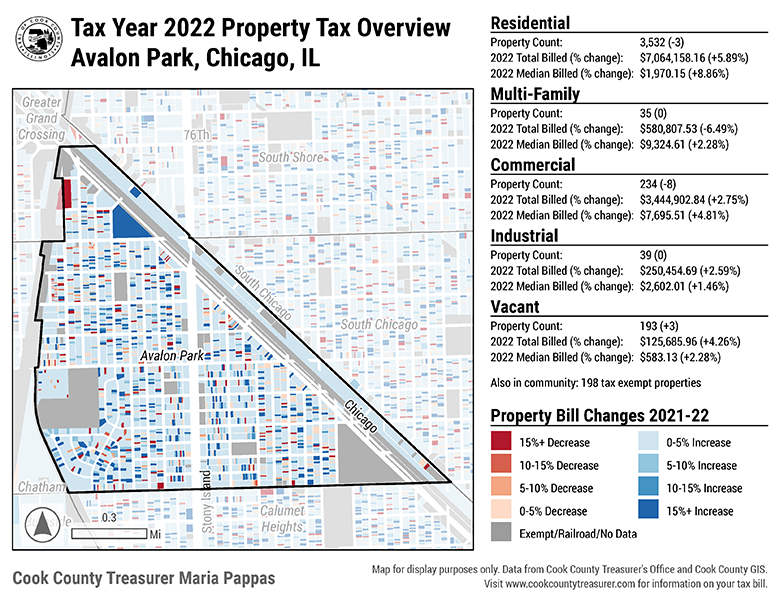 Tax Year 2022 Property Tax Overview
Avalon Park, Chicago, IL
Greater
Grand
Crossing
76Th
South Shore
South Chicago
South Chicago
Avalon Park
Chicago
Chatham
Stony Island
Calumet
Heights
0.3
Mi
Residential
Property Count: 3,532 (-3)
2022 Total Billed (% change): $7,064,158.16 (+5.89%)
2022 Median Billed (% change): $1,970.15 (+8.86%)
Multi-Family
Property Count: 35 (0)
2022 Total Billed (% change): $580,807.53 (-6.49%)
2022 Median Billed (% change): $9,324.61 (+2.28%)
Commercial
Property Count: 234 (-8)
2022 Total Billed (% change): $3,444,902.84 (+2.75%)
2022 Median Billed (% change): $7,695.51 (+4.81%)
Industrial
Property Count: 39 (0)
2022 Total Billed (% change): $250,454.69 (+2.59%)
2022 Median Billed (% change): $2,602.01 (+1.46%)
Vacant
Property Count: 193 (+3)
2022 Total Billed (% change): $125,685.96 (+4.26%)
2022 Median Billed (% change): $583.13 (+2.28%)
Also in community: 198 tax exempt properties
Property Bill Changes 2021-22
15%+ Decrease
10-15% Decrease
5-10% Decrease
0-5% Decrease
Exempt/Railroad/No Data
0-5% Increase
5-10% Increase
10-15% Increase
15%+ Increase
Cook County Treasurer Maria Pappas
Map for display purposes only. Data from Cook County Treasurer's Office and Cook County GIS.
Visit www.cookcountytreasurer.com for information on your tax bill.